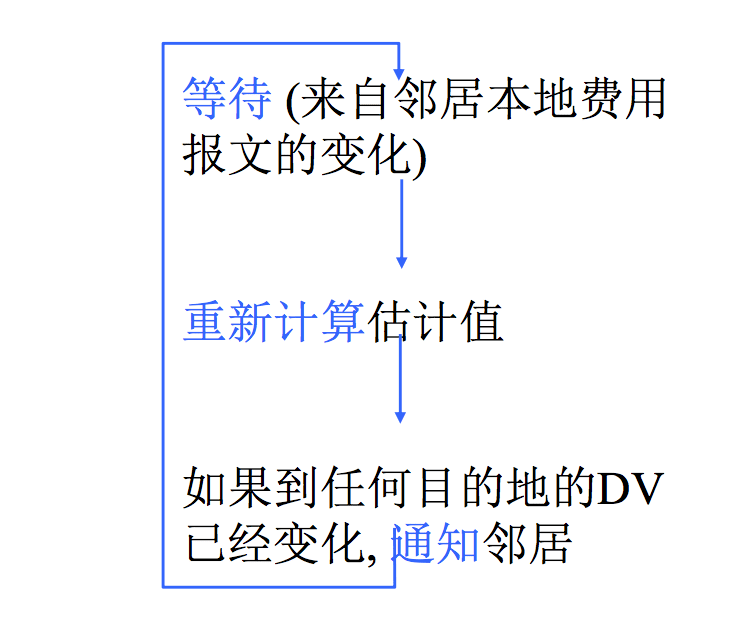 等待 (来自邻居本地费用
报文的变化)
重新计算估计值
如果到任何目的地的DV
已经变化, 通知邻居